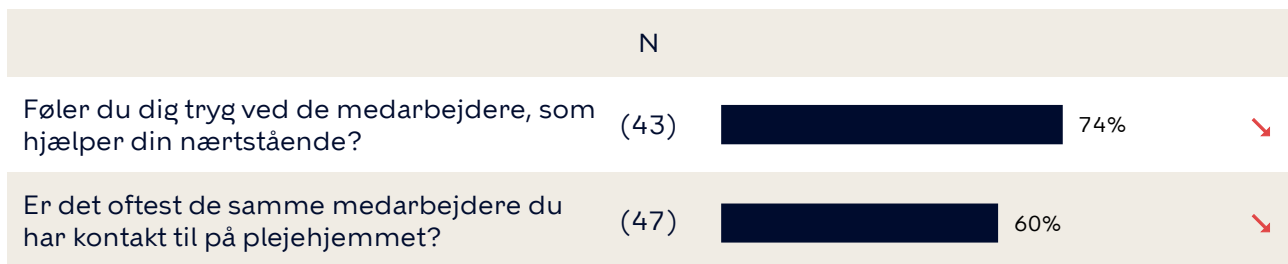 N
Føler du dig tryg ved de medarbejdere, som
hjælper din nærtstående?
(43)
74%
Er det oftest de samme medarbejdere du
har kontakt til på plejehjemmet?
(47)
60%